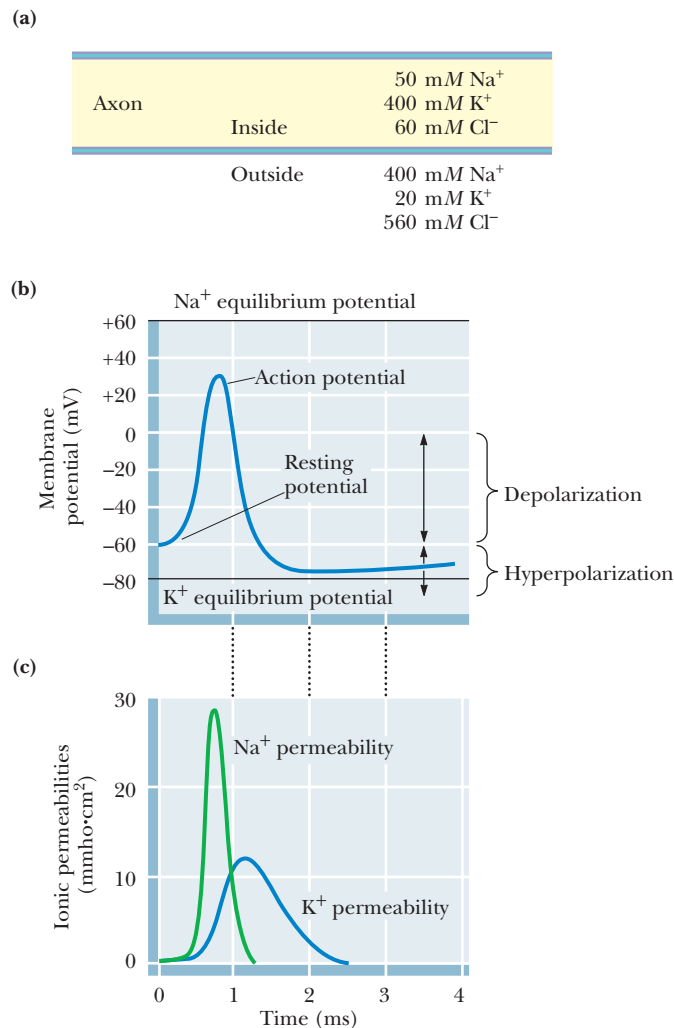 (a)
50 mM Na⁺
Axon 400 mM K⁺
Inside 60 mM Cl⁻
Outside 400 mM Na⁺
20 mM K⁺
560 mM Cl⁻
(b)
Na⁺ equilibrium potential
+60
+40
+20
0
–20
–40
–60
–80
Membrane
potential (mV)
Action potential
Resting
potential
Depolarization
Hyperpolarization
K⁺ equilibrium potential
(c)
30
20
10
0
Ionic permeabilities
(mmho•cm²)
Na⁺ permeability
K⁺ permeability
0 1 2 3 4
Time (ms)